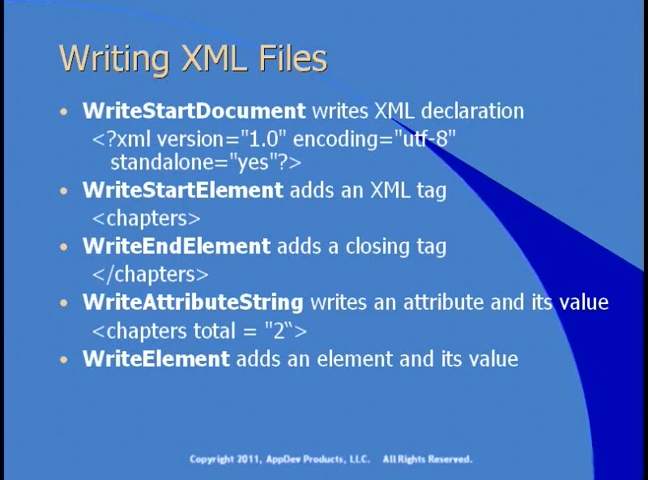 Writing XML Files
• WriteStartDocument writes XML declaration
<?xml version="1.0" encoding="utf-8"
standalone="yes"?>
• WriteStartElement adds an XML tag
<chapters>
• WriteEndElement adds a closing tag
</chapters>
• WriteAttributeString writes an attribute and its value
<chapters total = "2“>
• WriteElement adds an element and its value
Copyright 2011, AppDev Products, LLC. All Rights Reserved.